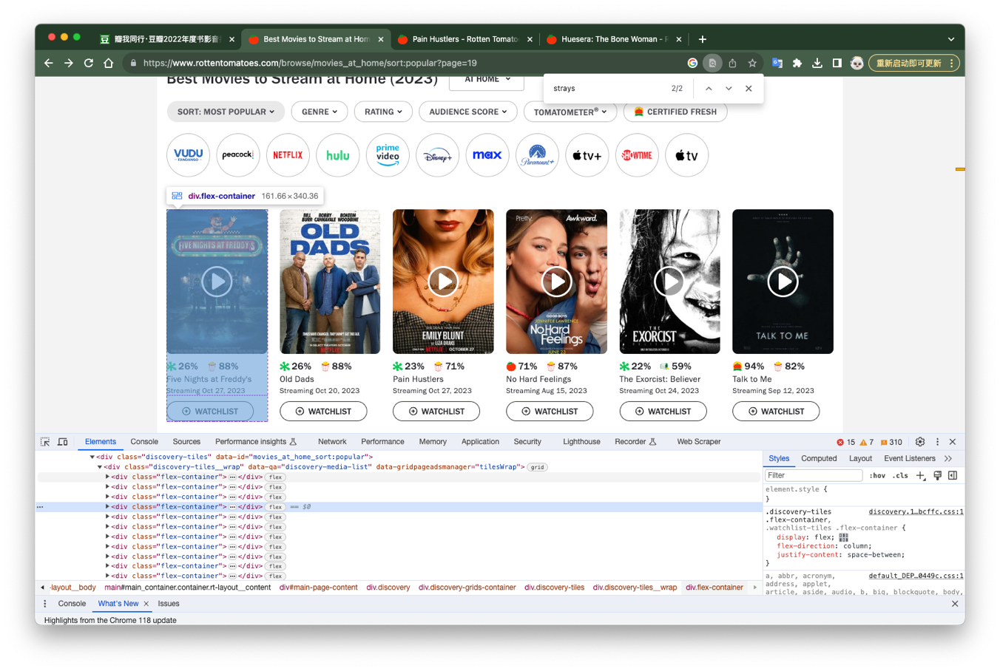 瓣我同行·豆瓣2022年度书影音
Best Movies to Stream at Hom
Pain Hustlers - Rotten Tomato
Huesera: The Bone Woman - R
https://www.rottentomatoes.com/browse/movies_at_home/sort:popular?page=19
重新启动即可更新
Best Movies to Stream at Home (2023)
AT HOME
strays
2/2
SORT: MOST POPULAR
GENRE
RATING
AUDIENCE SCORE
TOMATOMETER®
CERTIFIED FRESH
VUDU
FANDANGO
peacock
NETFLIX
hulu
prime video
Disney+
max
Paramount+
tv+
SHOWTIME
tv
div.flex-container 161.66×340.36
FIVE NIGHTS AT FREDDY'S
BILL BURR BOBBY CANNAVALE BOKEEM WOODBINE
OLD DADS
NETFLIX
EMILY BLUNT
IS LIZA DRAKE
NETFLIX OCTOBER 27
Pretty. Awkward.
JENNIFER LAWRENCE
No Hard Feelings
JUNE 23
THE EXORCIST
BELIEVER
TALK TO ME
26% 88%
26% 88%
23% 71%
71% 87%
22% 59%
94% 82%
Five Nights at Freddy's
Old Dads
Pain Hustlers
No Hard Feelings
The Exorcist: Believer
Talk to Me
Streaming Oct 27, 2023
Streaming Oct 20, 2023
Streaming Oct 27, 2023
Streaming Aug 15, 2023
Streaming Oct 24, 2023
Streaming Sep 12, 2023
WATCHLIST
WATCHLIST
WATCHLIST
WATCHLIST
WATCHLIST
WATCHLIST
Elements Console Sources Performance insights Network Performance Memory Application Security Lighthouse Recorder Web Scraper 15 7 310
<div class="discovery-tiles" data-id="movies_at_home_sort:popular">
<div class="discovery-tiles__wrap" data-qa="discovery-media-list" data-gridpageadsmanager="tilesWrap"> grid
<div class="flex-container">…</div> flex
<div class="flex-container">…</div> flex
<div class="flex-container">…</div> flex
<div class="flex-container">…</div> flex == $0
<div class="flex-container">…</div> flex
<div class="flex-container">…</div> flex
<div class="flex-container">…</div> flex
<div class="flex-container">…</div> flex
<div class="flex-container">…</div> flex
<div class="flex-container">…</div> flex
<div class="flex-container">…</div> flex
Styles Computed Layout Event Listeners
Filter :hov .cls
element.style {
}
.discovery-tiles discovery.1…bcffc.css:1
.flex-container,
.watchlist-tiles .flex-container {
display: flex;
flex-direction: column;
justify-content: space-between;
}
a, abbr, acronym, default_DEP…0449c.css:1
address, applet,
article, aside, audio, b, big, blockquote, body,
-layout__body main#main_container.container.rt-layout__content div#main-page-content div.discovery div.discovery-grids-container div.discovery-tiles div.discovery-tiles__wrap div.flex-container
Console What's New Issues
Highlights from the Chrome 118 update